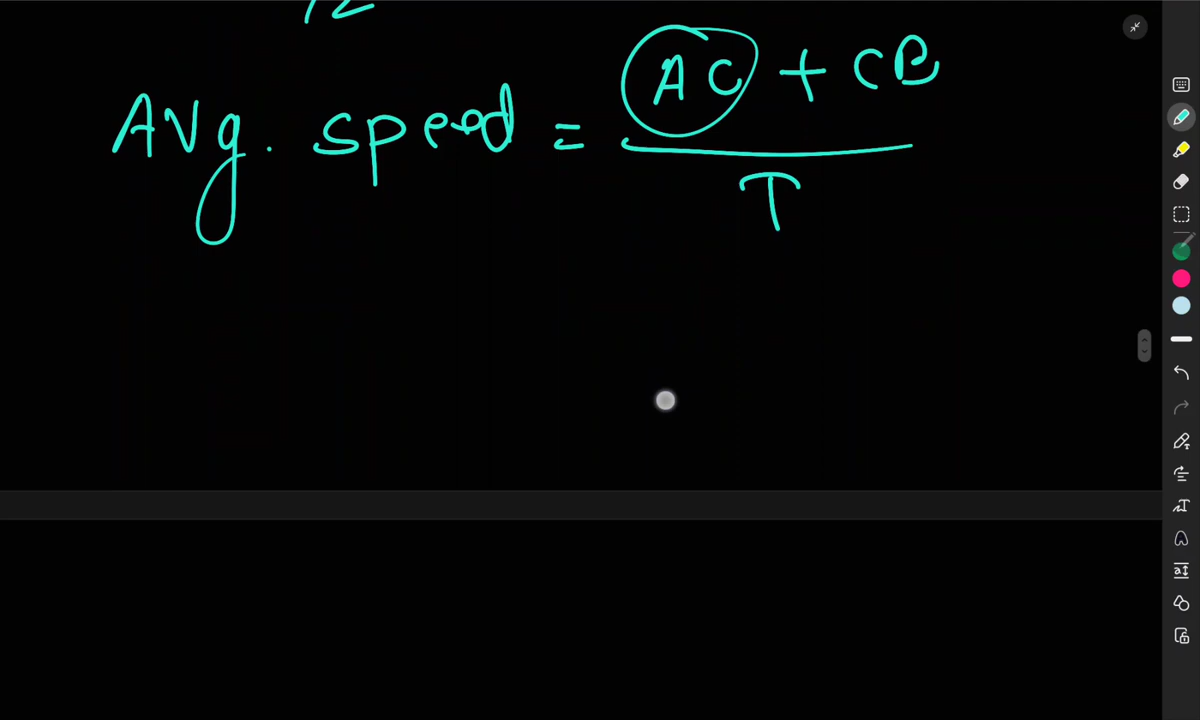 Avg. speed = AC + CB
T